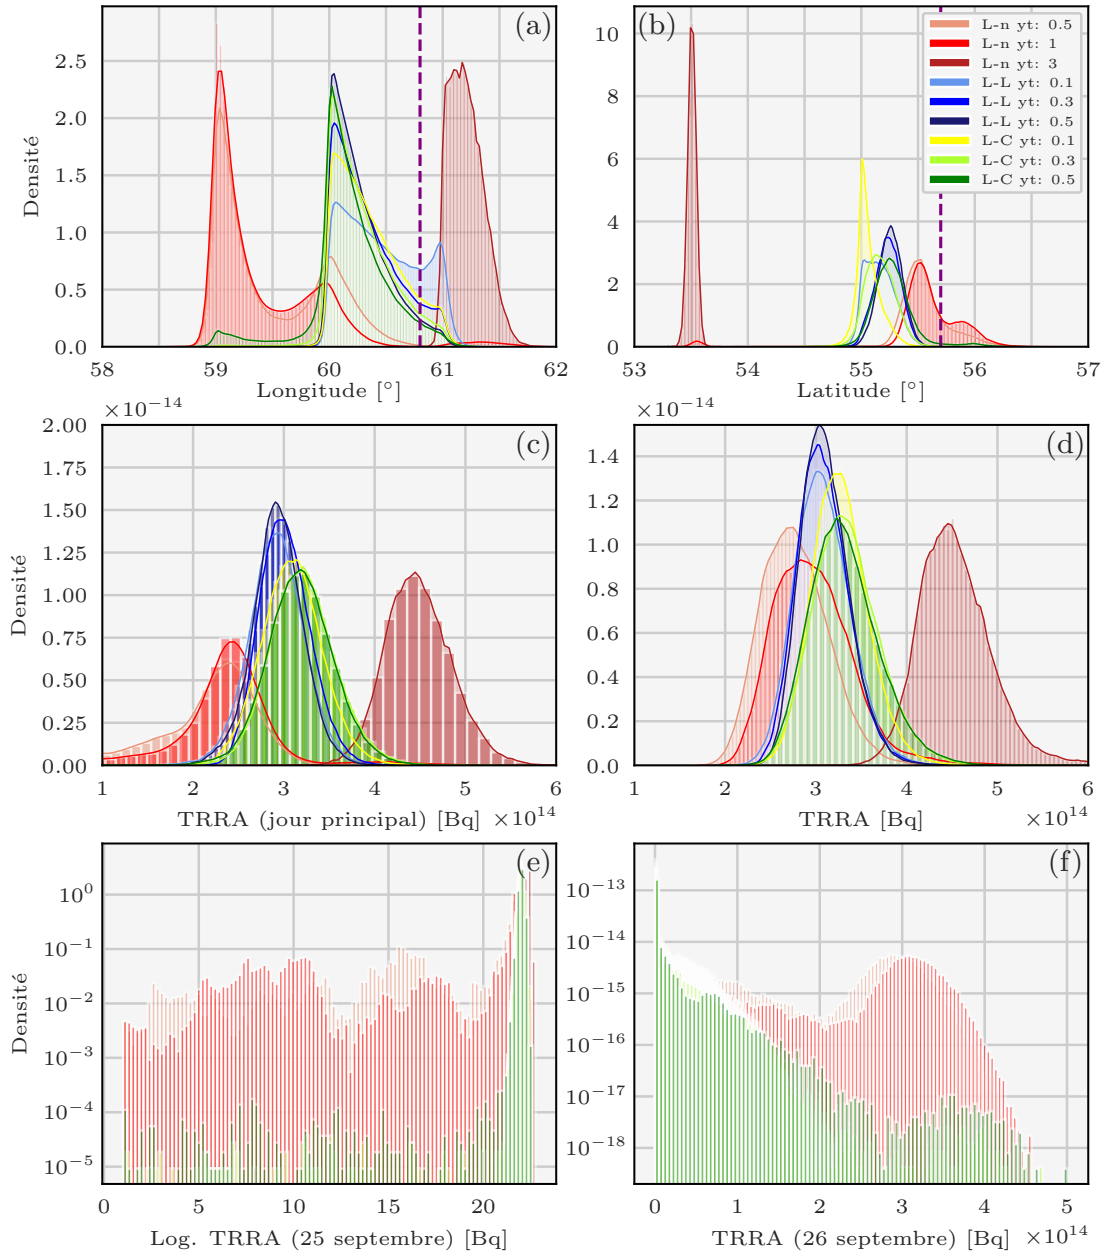 (a)
Densité
2.5
2.0
1.5
1.0
0.5
0.0
58 59 60 61 62
Longitude [°]
(b)
10
8
6
4
2
0
53 54 55 56 57
Latitude [°]
L-n yt: 0.5
L-n yt: 1
L-n yt: 3
L-L yt: 0.1
L-L yt: 0.3
L-L yt: 0.5
L-C yt: 0.1
L-C yt: 0.3
L-C yt: 0.5
×10⁻¹⁴
(c)
Densité
2.00
1.75
1.50
1.25
1.00
0.75
0.50
0.25
0.00
1 2 3 4 5 6
TRRA (jour principal) [Bq] ×10¹⁴
×10⁻¹⁴
(d)
1.4
1.2
1.0
0.8
0.6
0.4
0.2
0.0
1 2 3 4 5 6
TRRA [Bq] ×10¹⁴
(e)
Densité
10⁰
10⁻¹
10⁻²
10⁻³
10⁻⁴
10⁻⁵
0 5 10 15 20
Log. TRRA (25 septembre) [Bq]
(f)
10⁻¹³
10⁻¹⁴
10⁻¹⁵
10⁻¹⁶
10⁻¹⁷
10⁻¹⁸
0 1 2 3 4 5
TRRA (26 septembre) [Bq] ×10¹⁴